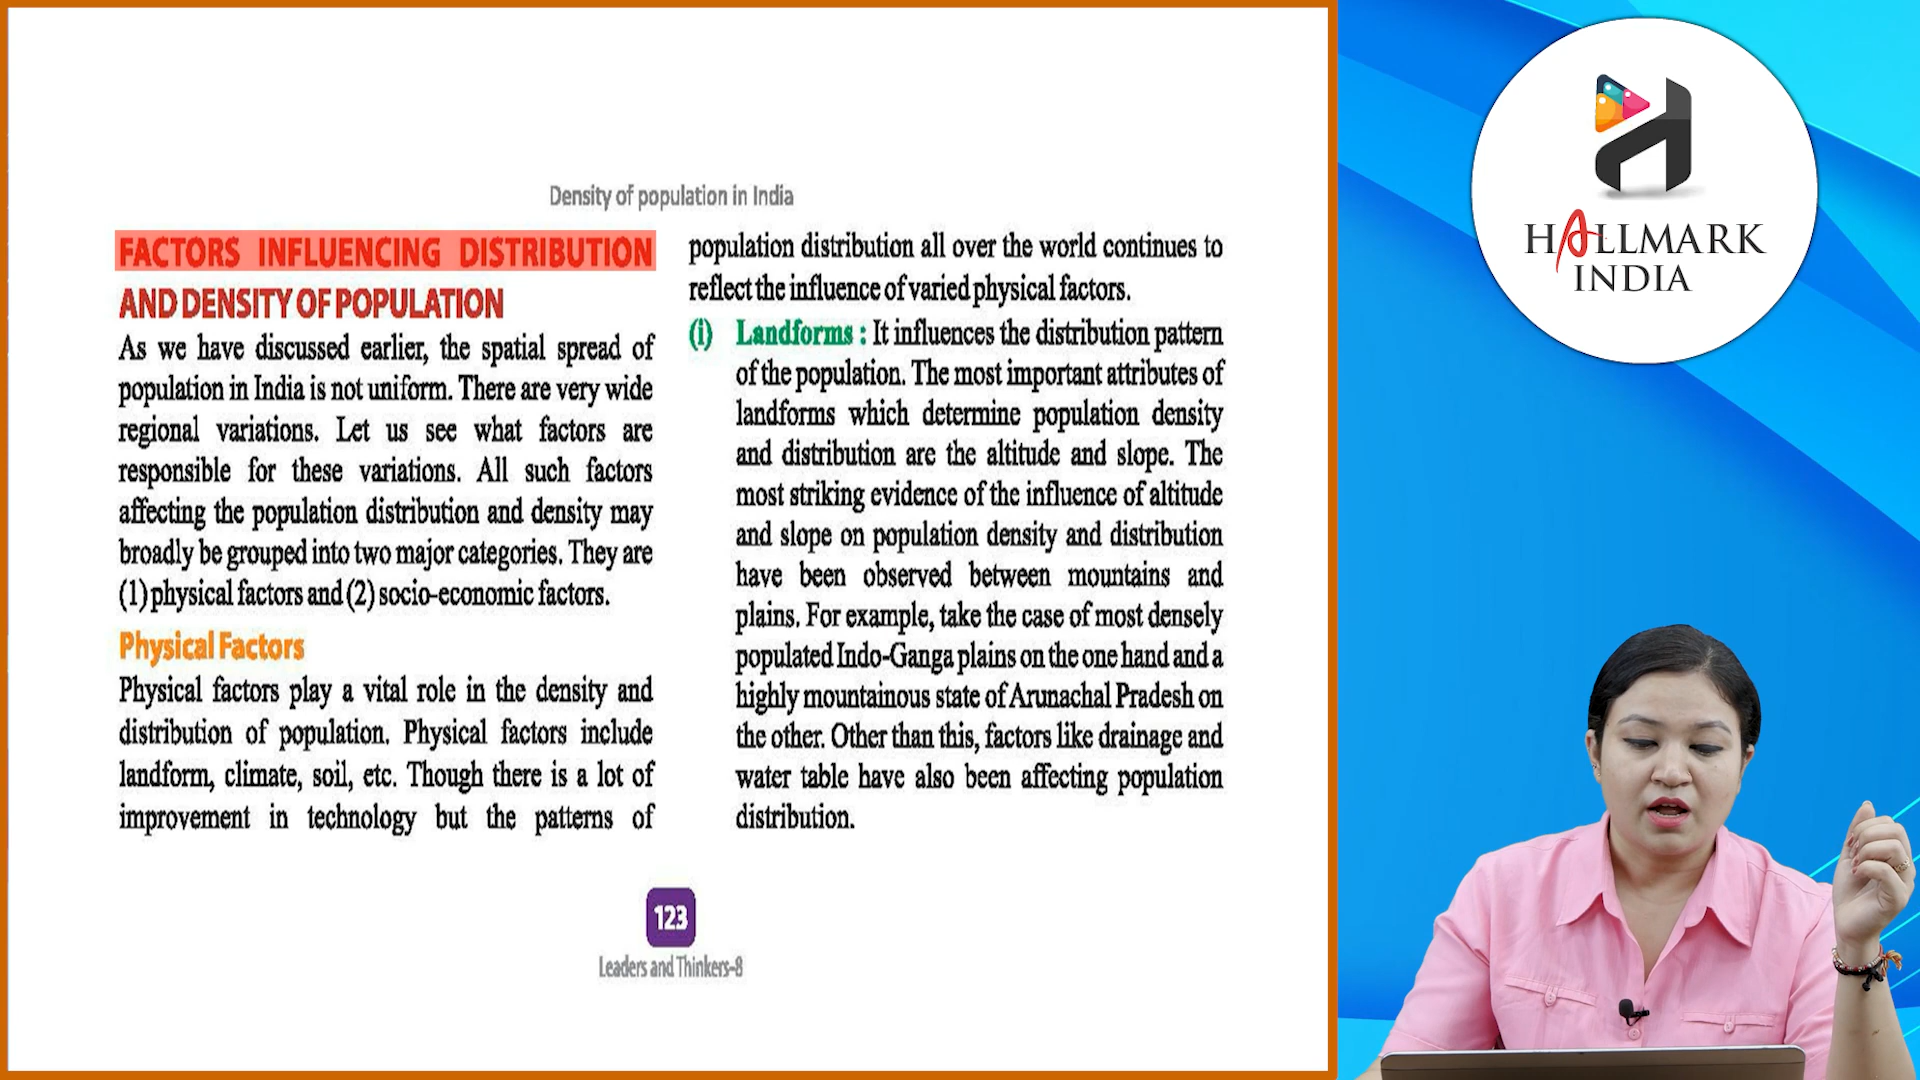 Density of population in India
FACTORS INFLUENCING DISTRIBUTION
AND DENSITY OF POPULATION
As we have discussed earlier, the spatial spread of
population in India is not uniform. There are very wide
regional variations. Let us see what factors are
responsible for these variations. All such factors
affecting the population distribution and density may
broadly be grouped into two major categories. They are
(1) physical factors and (2) socio-economic factors.
Physical Factors
Physical factors play a vital role in the density and
distribution of population. Physical factors include
landform, climate, soil, etc. Though there is a lot of
improvement in technology but the patterns of
population distribution all over the world continues to
reflect the influence of varied physical factors.
(i) Landforms : It influences the distribution pattern
of the population. The most important attributes of
landforms which determine population density
and distribution are the altitude and slope. The
most striking evidence of the influence of altitude
and slope on population density and distribution
have been observed between mountains and
plains. For example, take the case of most densely
populated Indo-Ganga plains on the one hand and a
highly mountainous state of Arunachal Pradesh on
the other. Other than this, factors like drainage and
water table have also been affecting population
distribution.
123
Leaders and Thinkers-8
HALLMARK
INDIA